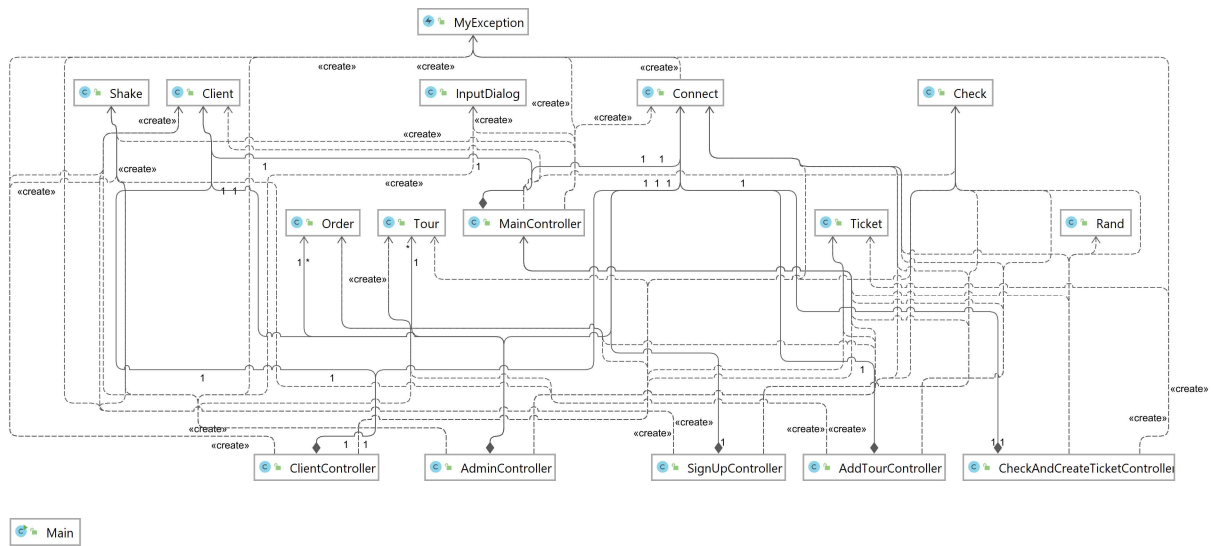 MyException
«create» «create» «create»
Shake Client InputDialog Connect Check
«create»
«create» «create» «create»
«create»
1 1 1 1
«create»
«create» «create» 1 1 1 1 1 1
Order Tour MainController Ticket Rand
*
1 * 1
«create»
1 1 1
«create»
«create»
«create» «create» «create» «create»
«create» 1 1 1 1 1
ClientController AdminController SignUpController AddTourController CheckAndCreateTicketController
Main